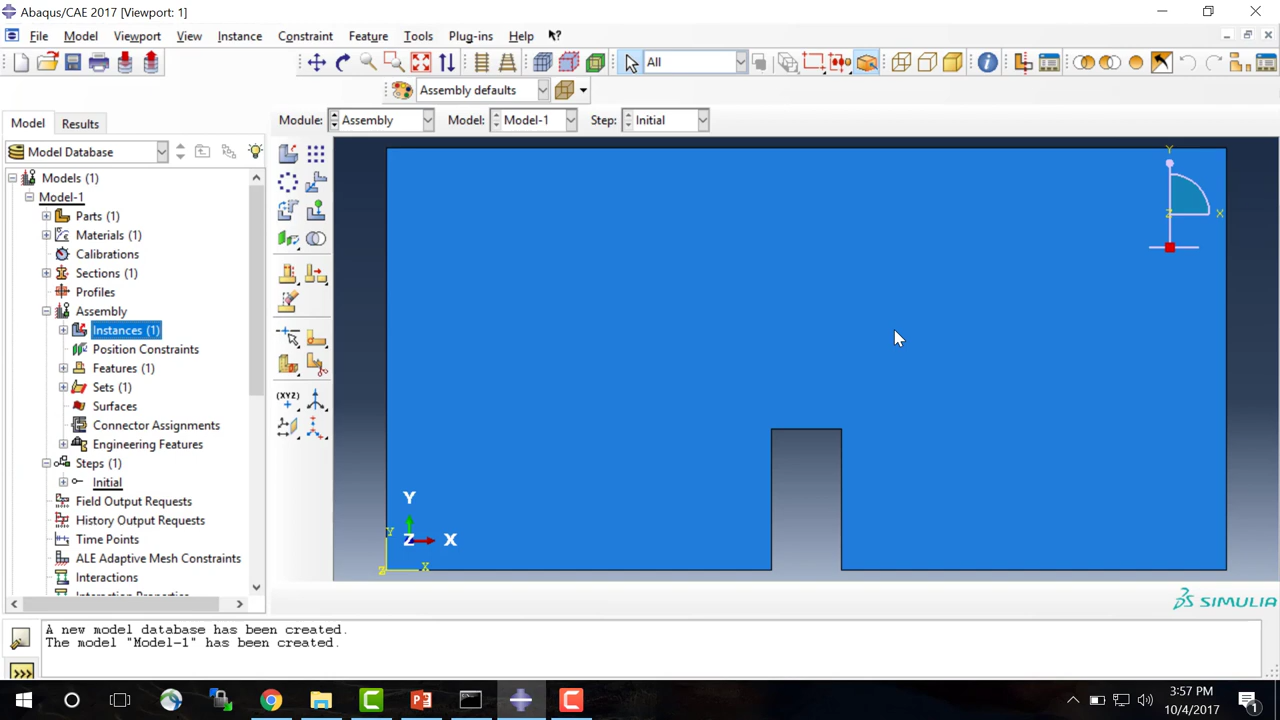 Abaqus/CAE 2017 [Viewport: 1]
File Model Viewport View Instance Constraint Feature Tools Plug-ins Help
All
Assembly defaults
Model Results
Module: Assembly Model: Model-1 Step: Initial
Model Database
Models (1)
Model-1
Parts (1)
Materials (1)
Calibrations
Sections (1)
Profiles
Assembly
Instances (1)
Position Constraints
Features (1)
Sets (1)
Surfaces
Connector Assignments
Engineering Features
Steps (1)
Initial
Field Output Requests
History Output Requests
Time Points
ALE Adaptive Mesh Constraints
Interactions
(XYZ)
Y
Z
X
Y
Z
X
Y
Z
X
SIMULIA
A new model database has been created.
The model "Model-1" has been created.
>>>
3:57 PM
10/4/2017
1